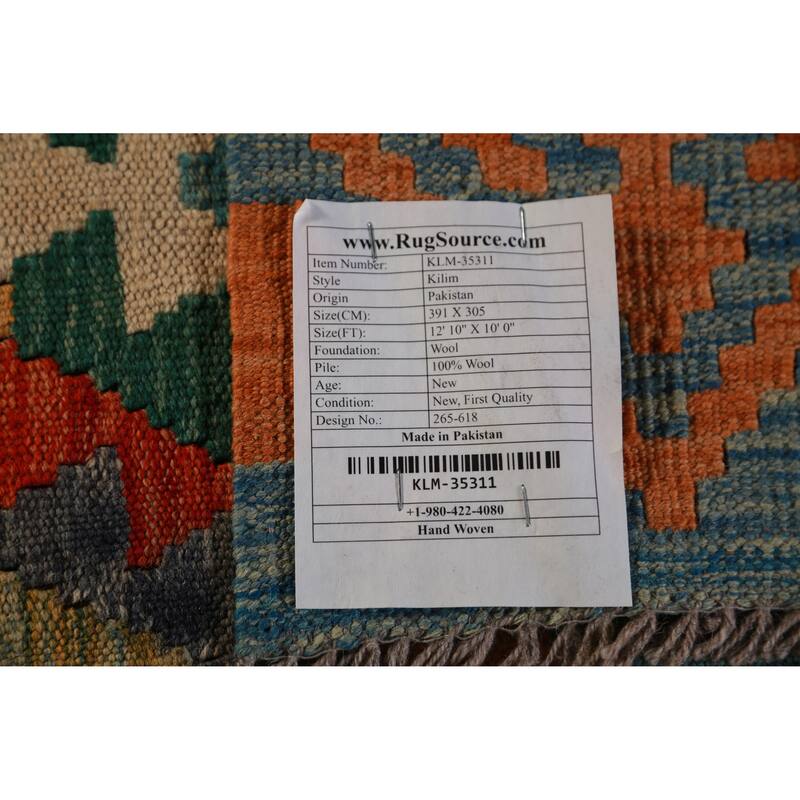 www.RugSource.com
Item Number: KLM-35311
Style Kilim
Origin Pakistan
Size(CM): 391 X 305
Size(FT): 12' 10" X 10' 0"
Foundation: Wool
Pile: 100% Wool
Age: New
Condition: New, First Quality
Design No.: 265-618
Made in Pakistan
KLM-35311
+1-980-422-4080
Hand Woven